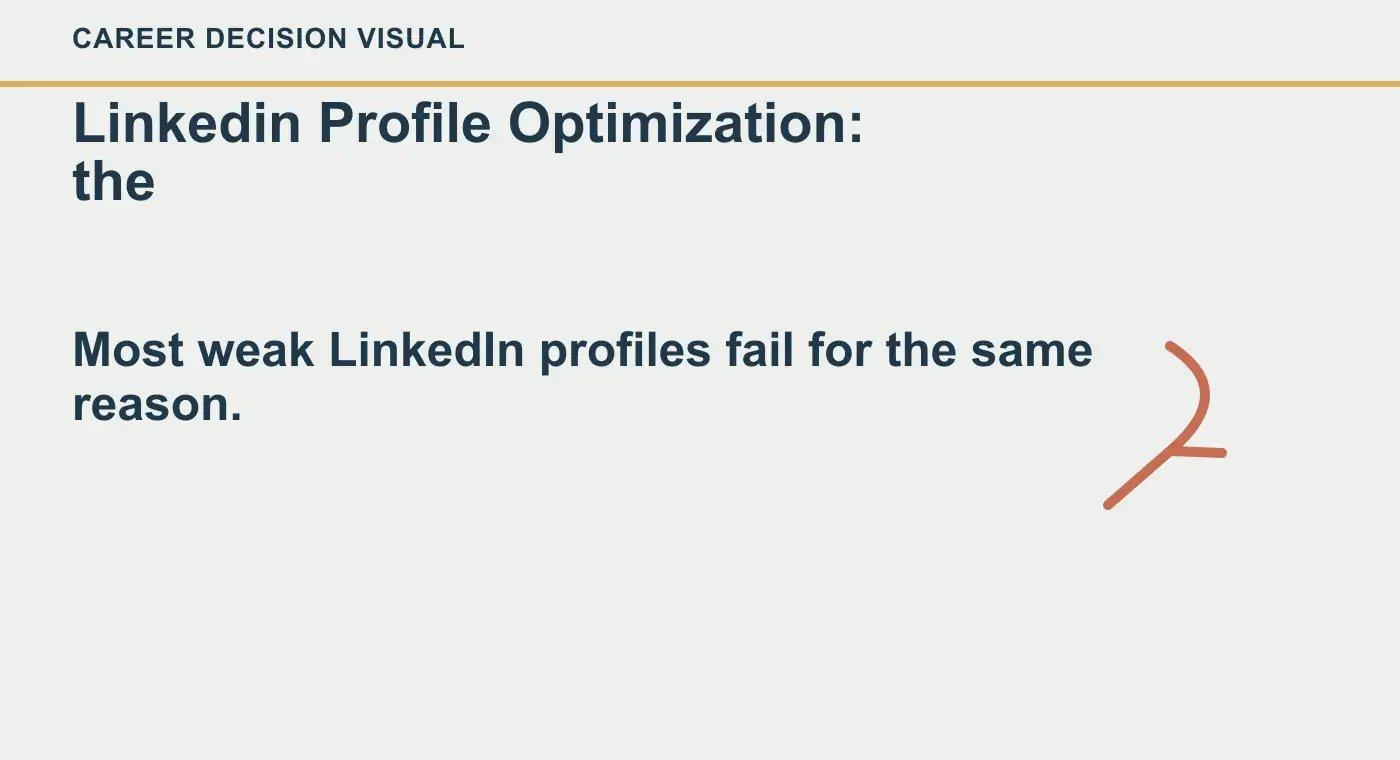 CAREER DECISION VISUAL
Linkedin Profile Optimization:
the
Most weak LinkedIn profiles fail for the same
reason.